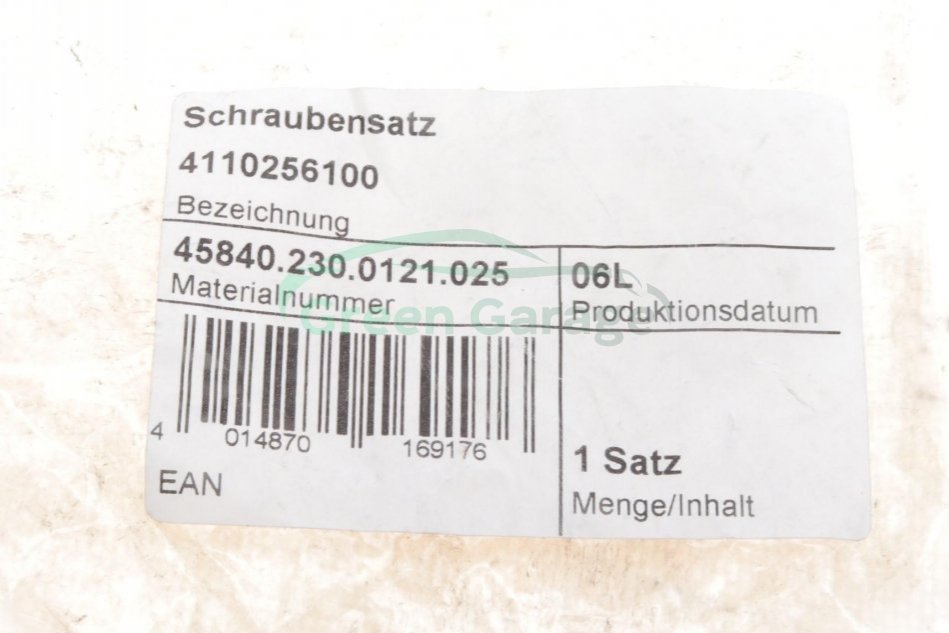 Schraubensatz
4110256100
Bezeichnung
45840.230.0121.025
Materialnummer
06L
Produktionsdatum
Green Garage
4 014870 169176
EAN
1 Satz
Menge/Inhalt